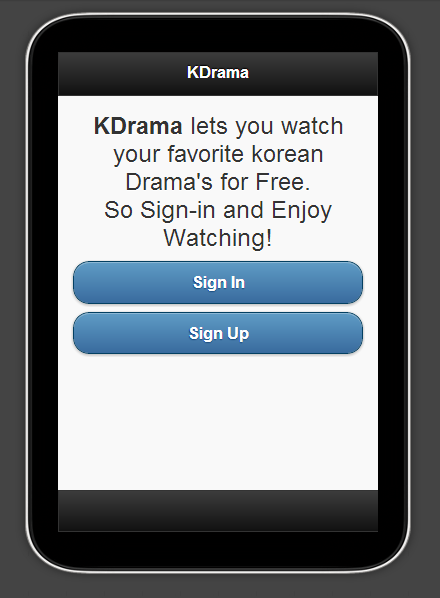 KDrama
KDrama lets you watch
your favorite korean
Drama's for Free.
So Sign-in and Enjoy
Watching!
Sign In
Sign Up